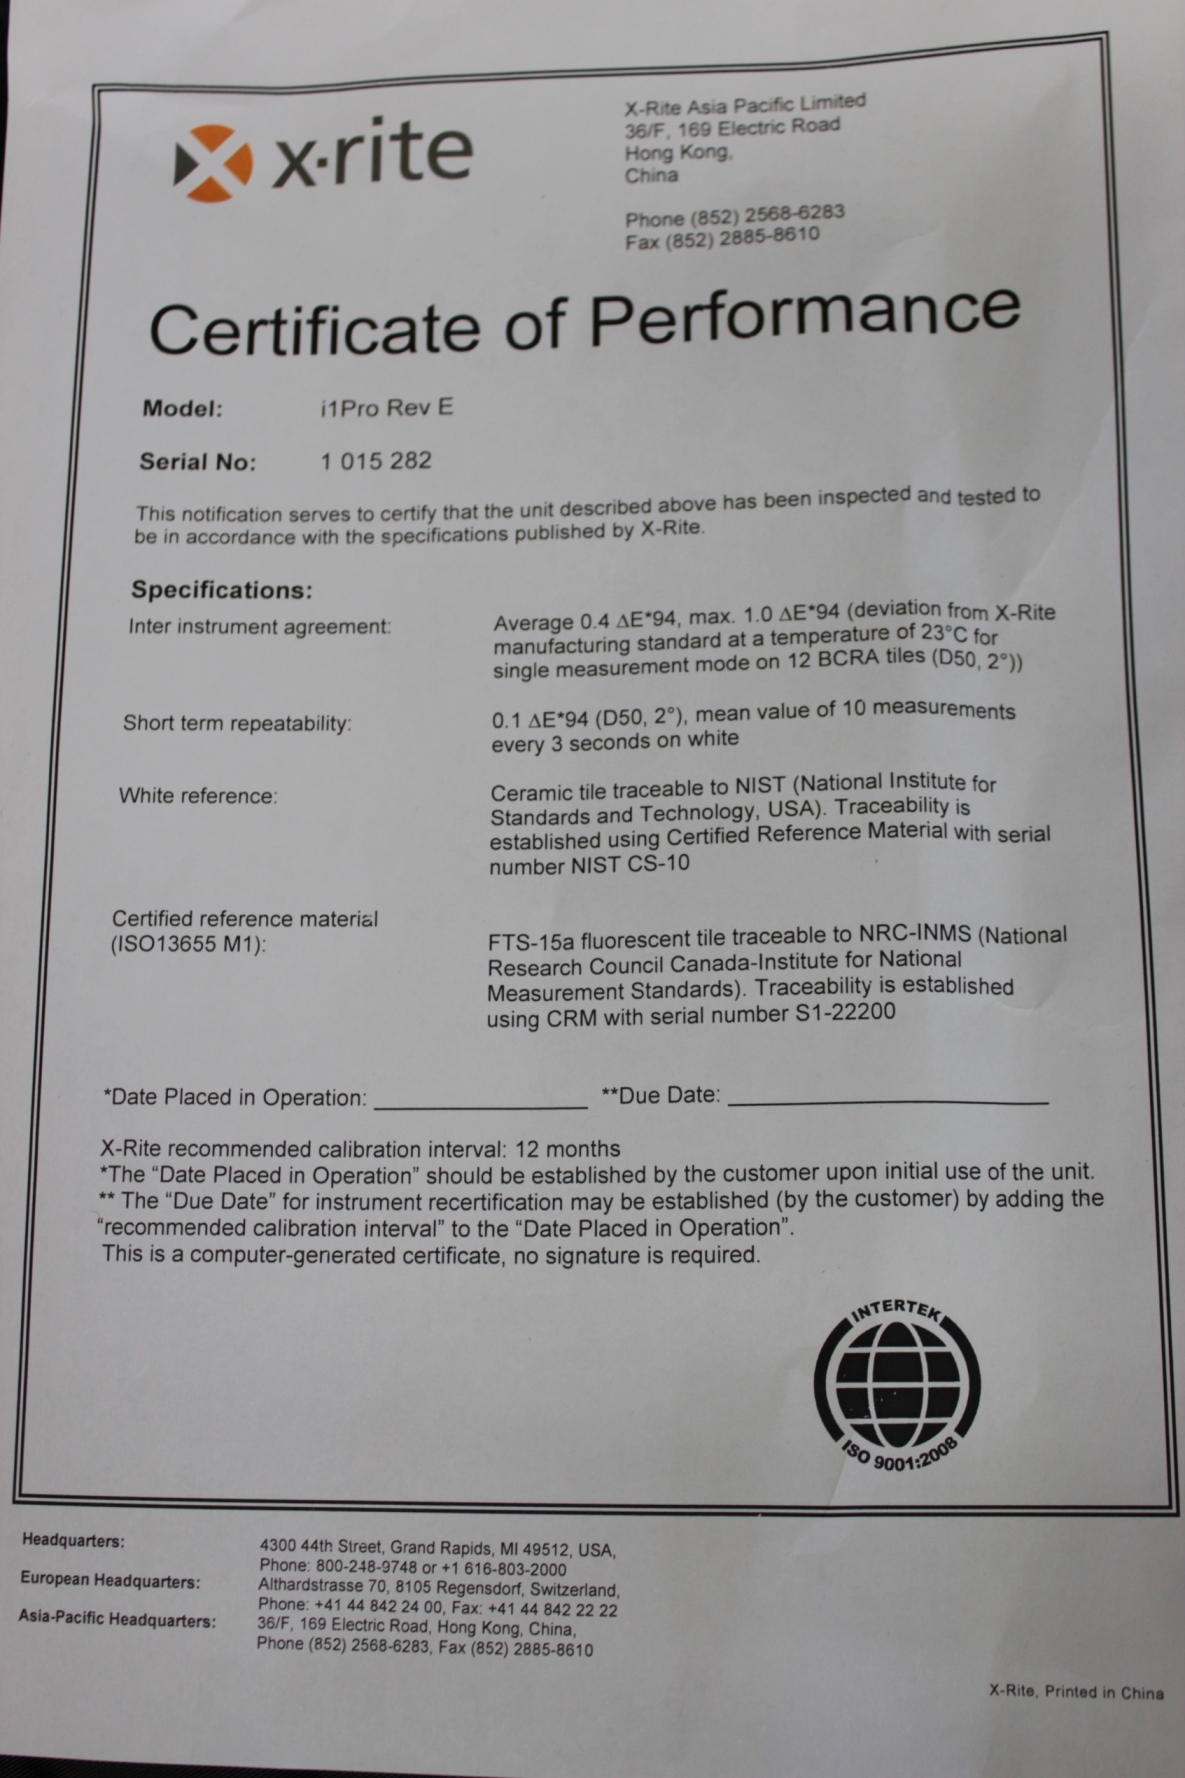 x·rite
X-Rite Asia Pacific Limited
36/F, 169 Electric Road
Hong Kong,
China
Phone (852) 2568-6283
Fax (852) 2885-8610
Certificate of Performance
Model: i1Pro Rev E
Serial No: 1 015 282
This notification serves to certify that the unit described above has been inspected and tested to
be in accordance with the specifications published by X-Rite.
Specifications:
Inter instrument agreement: Average 0.4 ΔE*94, max. 1.0 ΔE*94 (deviation from X-Rite
manufacturing standard at a temperature of 23°C for
single measurement mode on 12 BCRA tiles (D50, 2°))
Short term repeatability: 0.1 ΔE*94 (D50, 2°), mean value of 10 measurements
every 3 seconds on white
White reference: Ceramic tile traceable to NIST (National Institute for
Standards and Technology, USA). Traceability is
established using Certified Reference Material with serial
number NIST CS-10
Certified reference material
(ISO13655 M1): FTS-15a fluorescent tile traceable to NRC-INMS (National
Research Council Canada-Institute for National
Measurement Standards). Traceability is established
using CRM with serial number S1-22200
*Date Placed in Operation: **Due Date:
X-Rite recommended calibration interval: 12 months
*The “Date Placed in Operation” should be established by the customer upon initial use of the unit.
** The “Due Date” for instrument recertification may be established (by the customer) by adding the
“recommended calibration interval” to the “Date Placed in Operation”.
This is a computer-generated certificate, no signature is required.
INTERTEK
ISO 9001:2008
Headquarters: 4300 44th Street, Grand Rapids, MI 49512, USA,
Phone: 800-248-9748 or +1 616-803-2000
European Headquarters: Althardstrasse 70, 8105 Regensdorf, Switzerland,
Phone: +41 44 842 24 00, Fax: +41 44 842 22 22
Asia-Pacific Headquarters: 36/F, 169 Electric Road, Hong Kong, China,
Phone (852) 2568-6283, Fax (852) 2885-8610
X-Rite, Printed in China